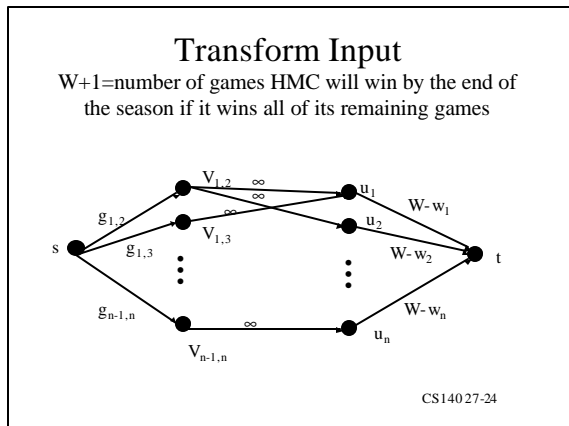 Transform Input
W+1=number of games HMC will win by the end of
the season if it wins all of its remaining games
V1,2
∞
∞
u1
g1,2
∞
W-w1
V1,3
u2
s
g1,3
W-w2
t
gn-1,n
∞
W-wn
Vn-1,n
un
CS140 27-24